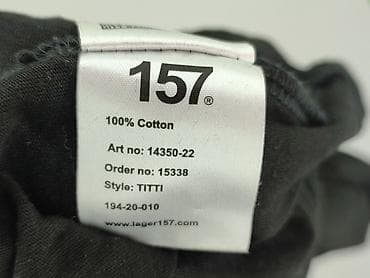 157®
100% Cotton
Art no: 14350-22
Order no: 15338
Style: TITTI
194-20-010
www.lager157.com